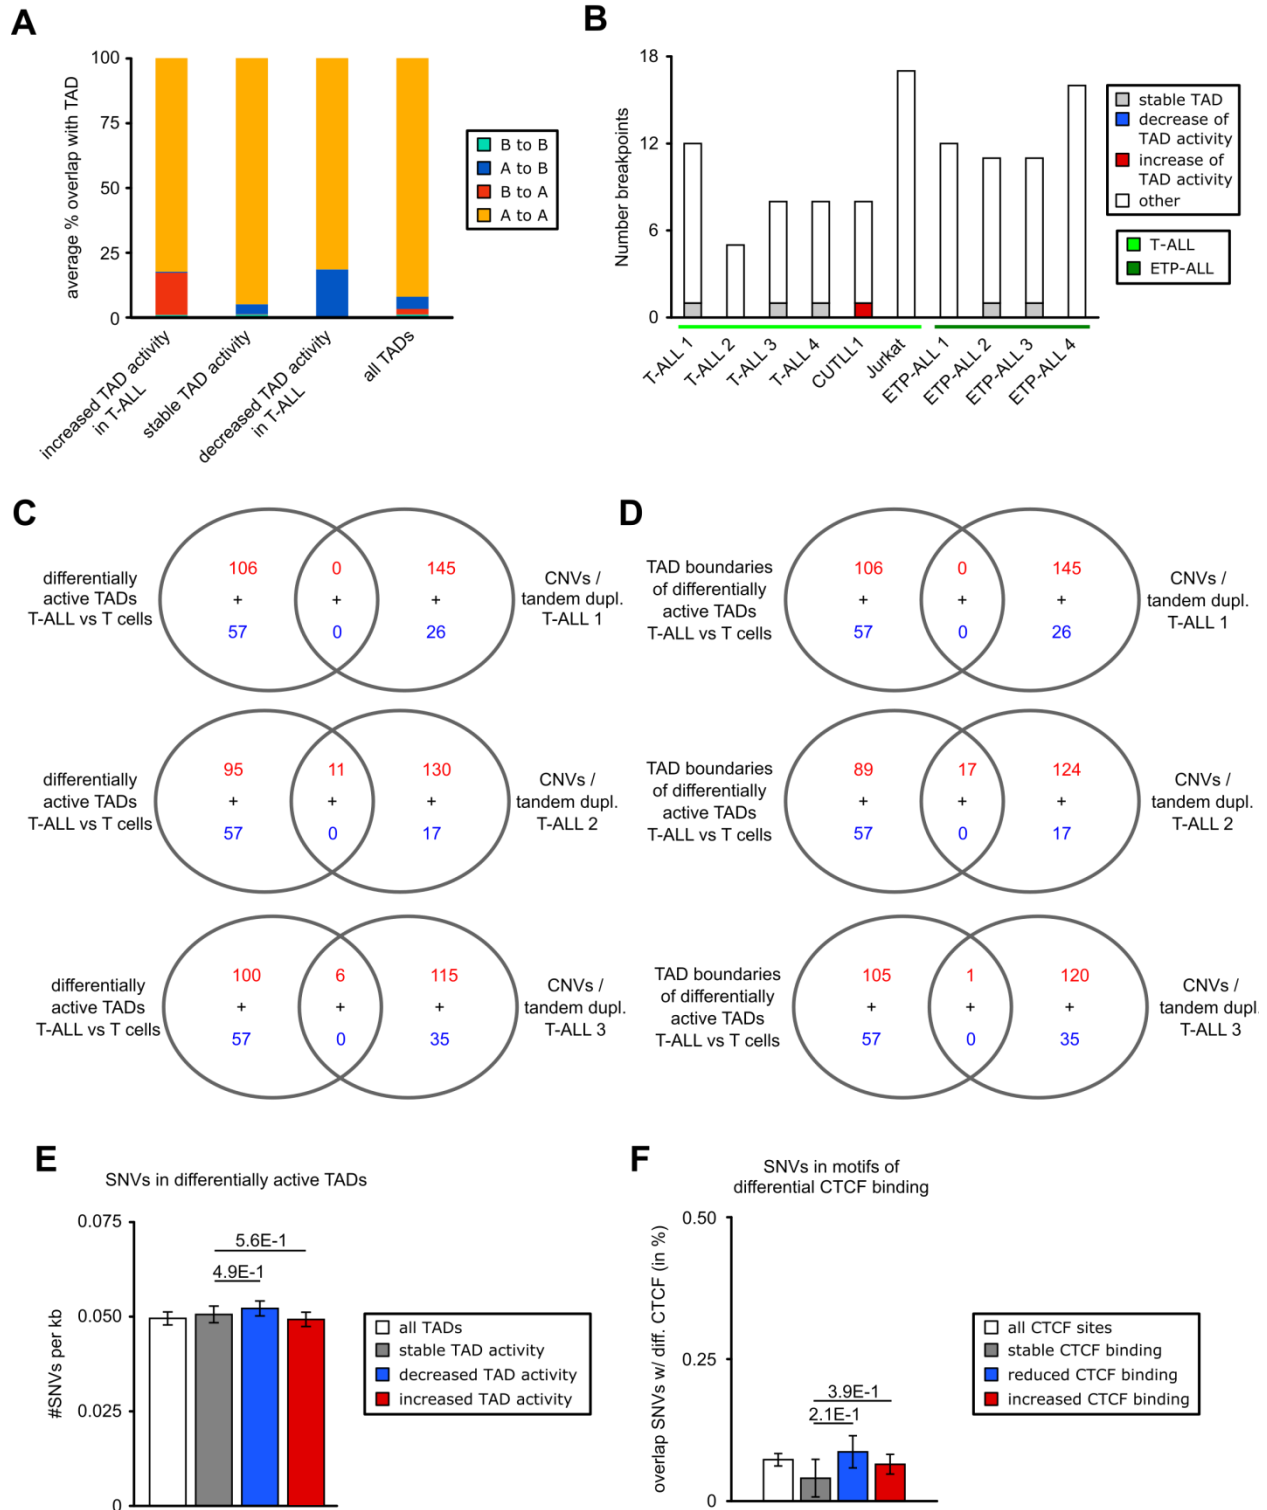 A
average % overlap with TAD
100
75
50
25
0
increased TAD activity
in T-ALL
stable TAD activity
decreased TAD activity
in T-ALL
all TADs
B to B
A to B
B to A
A to A
B
Number breakpoints
18
12
6
0
T-ALL 1
T-ALL 2
T-ALL 3
T-ALL 4
CUTLL1
Jurkat
ETP-ALL 1
ETP-ALL 2
ETP-ALL 3
ETP-ALL 4
stable TAD
decrease of
TAD activity
increase of
TAD activity
other
T-ALL
ETP-ALL
C
differentially
active TADs
T-ALL vs T cells
106 0 145
+ + +
57 0 26
CNVs /
tandem dupl.
T-ALL 1
differentially
active TADs
T-ALL vs T cells
95 11 130
+ + +
57 0 17
CNVs /
tandem dupl.
T-ALL 2
differentially
active TADs
T-ALL vs T cells
100 6 115
+ + +
57 0 35
CNVs /
tandem dupl.
T-ALL 3
D
TAD boundaries
of differentially
active TADs
T-ALL vs T cells
106 0 145
+ + +
57 0 26
CNVs /
tandem dupl.
T-ALL 1
TAD boundaries
of differentially
active TADs
T-ALL vs T cells
89 17 124
+ + +
57 0 17
CNVs /
tandem dupl.
T-ALL 2
TAD boundaries
of differentially
active TADs
T-ALL vs T cells
105 1 120
+ + +
57 0 35
CNVs /
tandem dupl.
T-ALL 3
E
SNVs in differentially active TADs
#SNVs per kb
0.075
0.050
0.025
0
5.6E-1
4.9E-1
all TADs
stable TAD activity
decreased TAD activity
increased TAD activity
F
SNVs in motifs of
differential CTCF binding
overlap SNVs w/ diff. CTCF (in %)
0.50
0.25
0
3.9E-1
2.1E-1
all CTCF sites
stable CTCF binding
reduced CTCF binding
increased CTCF binding